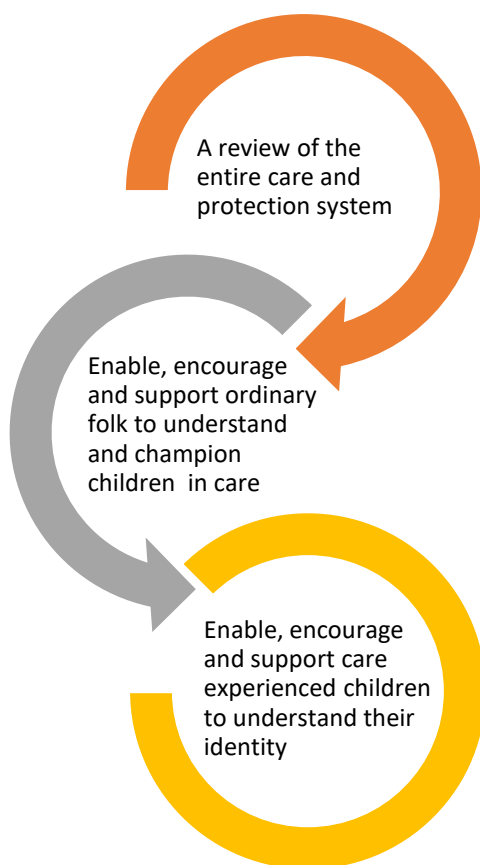 A review of the
entire care and
protection system
Enable, encourage
and support ordinary
folk to understand
and champion
children  in care
Enable, encourage
and support care
experienced children
to understand their
identity